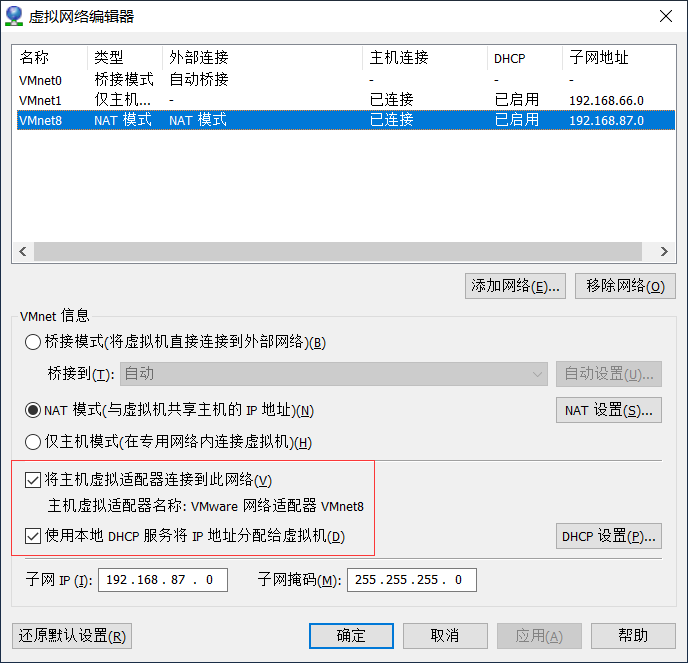 虚拟网络编辑器
名称 类型 外部连接 主机连接 DHCP 子网地址
VMnet0 桥接模式 自动桥接 - - -
VMnet1 仅主机... - 已连接 已启用 192.168.66.0
VMnet8 NAT 模式 NAT 模式 已连接 已启用 192.168.87.0
添加网络(E)... 移除网络(O)
VMnet 信息
桥接模式(将虚拟机直接连接到外部网络)(B)
桥接到(T): 自动 自动设置(U)...
NAT 模式(与虚拟机共享主机的 IP 地址)(N) NAT 设置(S)...
仅主机模式(在专用网络内连接虚拟机)(H)
将主机虚拟适配器连接到此网络(V)
主机虚拟适配器名称: VMware 网络适配器 VMnet8
使用本地 DHCP 服务将 IP 地址分配给虚拟机(D) DHCP 设置(P)...
子网 IP (I): 192 . 168 . 87 . 0 子网掩码(M): 255 . 255 . 255 . 0
还原默认设置(R) 确定 取消 应用(A) 帮助